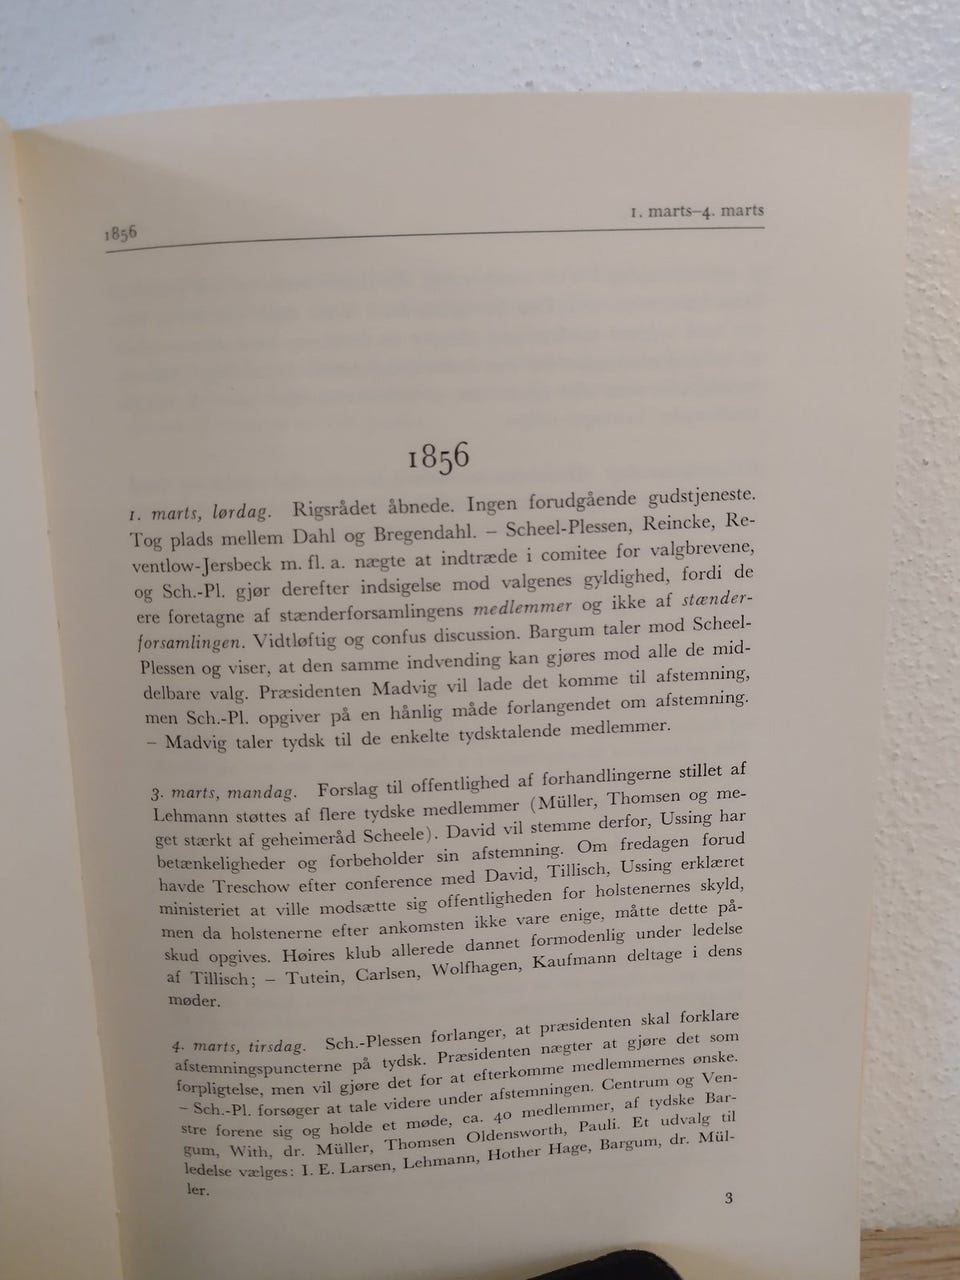 1856
1. marts–4. marts
1856
1. marts, lørdag. Rigsrådet åbnede. Ingen forudgående gudstjeneste.
Tog plads mellem Dahl og Bregendahl. – Scheel-Plessen, Reincke, Re-
ventlow-Jersbeck m. fl. a. nægte at indtræde i comitee for valgbrevene,
og Sch.-Pl. gjør derefter indsigelse mod valgenes gyldighed, fordi de
ere foretagne af stænderforsamlingens medlemmer og ikke af stænder-
forsamlingen. Vidtløftig og confus discussion. Bargum taler mod Scheel-
Plessen og viser, at den samme indvending kan gjøres mod alle de mid-
delbare valg. Præsidenten Madvig vil lade det komme til afstemning,
men Sch.-Pl. opgiver på en hånlig måde forlangendet om afstemning.
– Madvig taler tydsk til de enkelte tydsktalende medlemmer.
3. marts, mandag. Forslag til offentlighed af forhandlingerne stillet af
Lehmann støttes af flere tydske medlemmer (Müller, Thomsen og me-
get stærkt af geheimeråd Scheele). David vil stemme derfor, Ussing har
betænkeligheder og forbeholder sin afstemning. Om fredagen forud
havde Treschow efter conference med David, Tillisch, Ussing erklæret
ministeriet at ville modsætte sig offentligheden for holstenernes skyld,
men da holstenerne efter ankomsten ikke vare enige, måtte dette på-
skud opgives. Høires klub allerede dannet formodenlig under ledelse
af Tillisch; – Tutein, Carlsen, Wolfhagen, Kaufmann deltage i dens
møder.
4. marts, tirsdag. Sch.-Plessen forlanger, at præsidenten skal forklare
afstemningspuncterne på tydsk. Præsidenten nægter at gjøre det som
forpligtelse, men vil gjøre det for at efterkomme medlemmernes ønske.
– Sch.-Pl. forsøger at tale videre under afstemningen. Centrum og Ven-
stre forene sig og holde et møde, ca. 40 medlemmer, af tydske Bar-
gum, With, dr. Müller, Thomsen Oldensworth, Pauli. Et udvalg til
ledelse vælges: I. E. Larsen, Lehmann, Hother Hage, Bargum, dr. Mül-
ler.
3